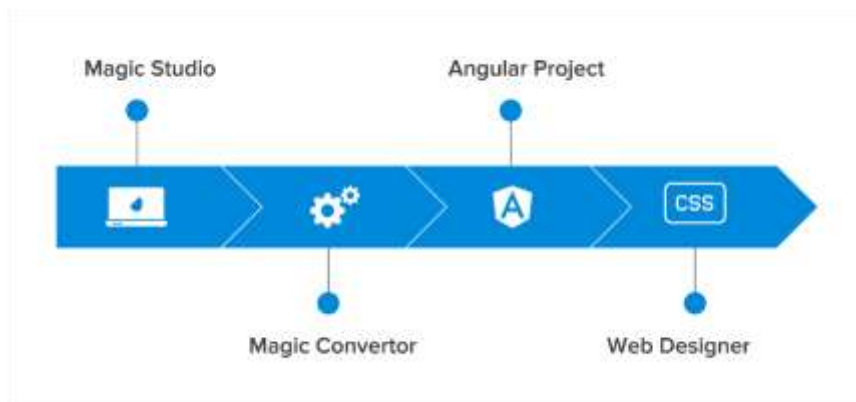 Magic Studio
Angular Project
A
CSS
Magic Convertor
Web Designer